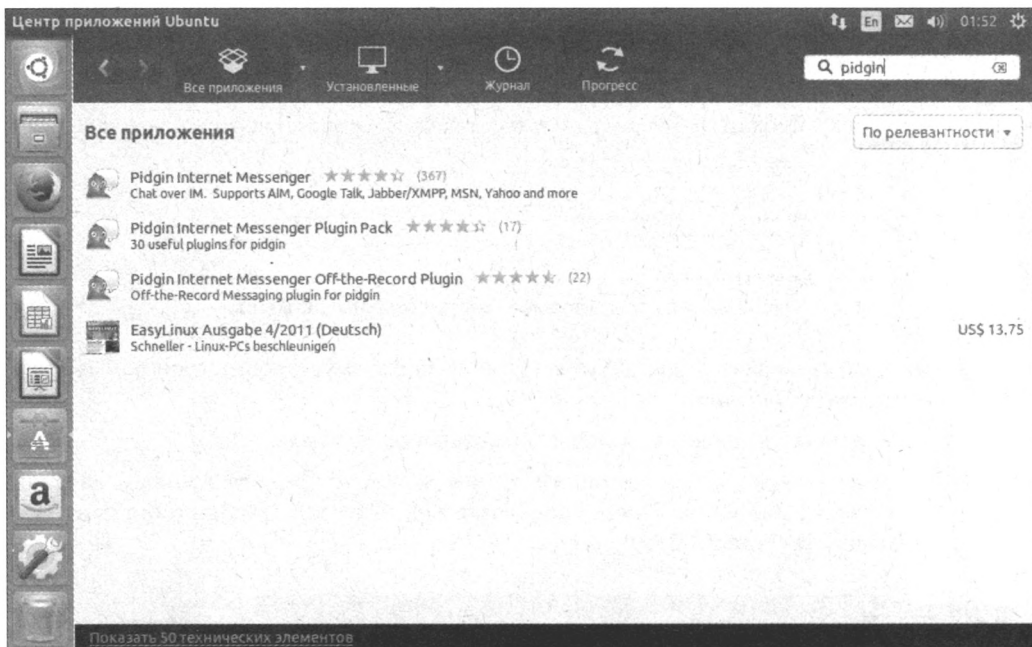 Центр приложений Ubuntu
En
01:52
Все приложения
Установленные
Журнал
Прогресс
pidgin
Все приложения
По релевантности
Pidgin Internet Messenger (367)
Chat over IM. Supports AIM, Google Talk, Jabber/XMPP, MSN, Yahoo and more
Pidgin Internet Messenger Plugin Pack (17)
30 useful plugins for pidgin
Pidgin Internet Messenger Off-the-Record Plugin (22)
Off-the-Record Messaging plugin for pidgin
EasyLinux Ausgabe 4/2011 (Deutsch) US$ 13.75
Schneller - Linux-PCs beschleunigen
a
Показать 50 технических элементов